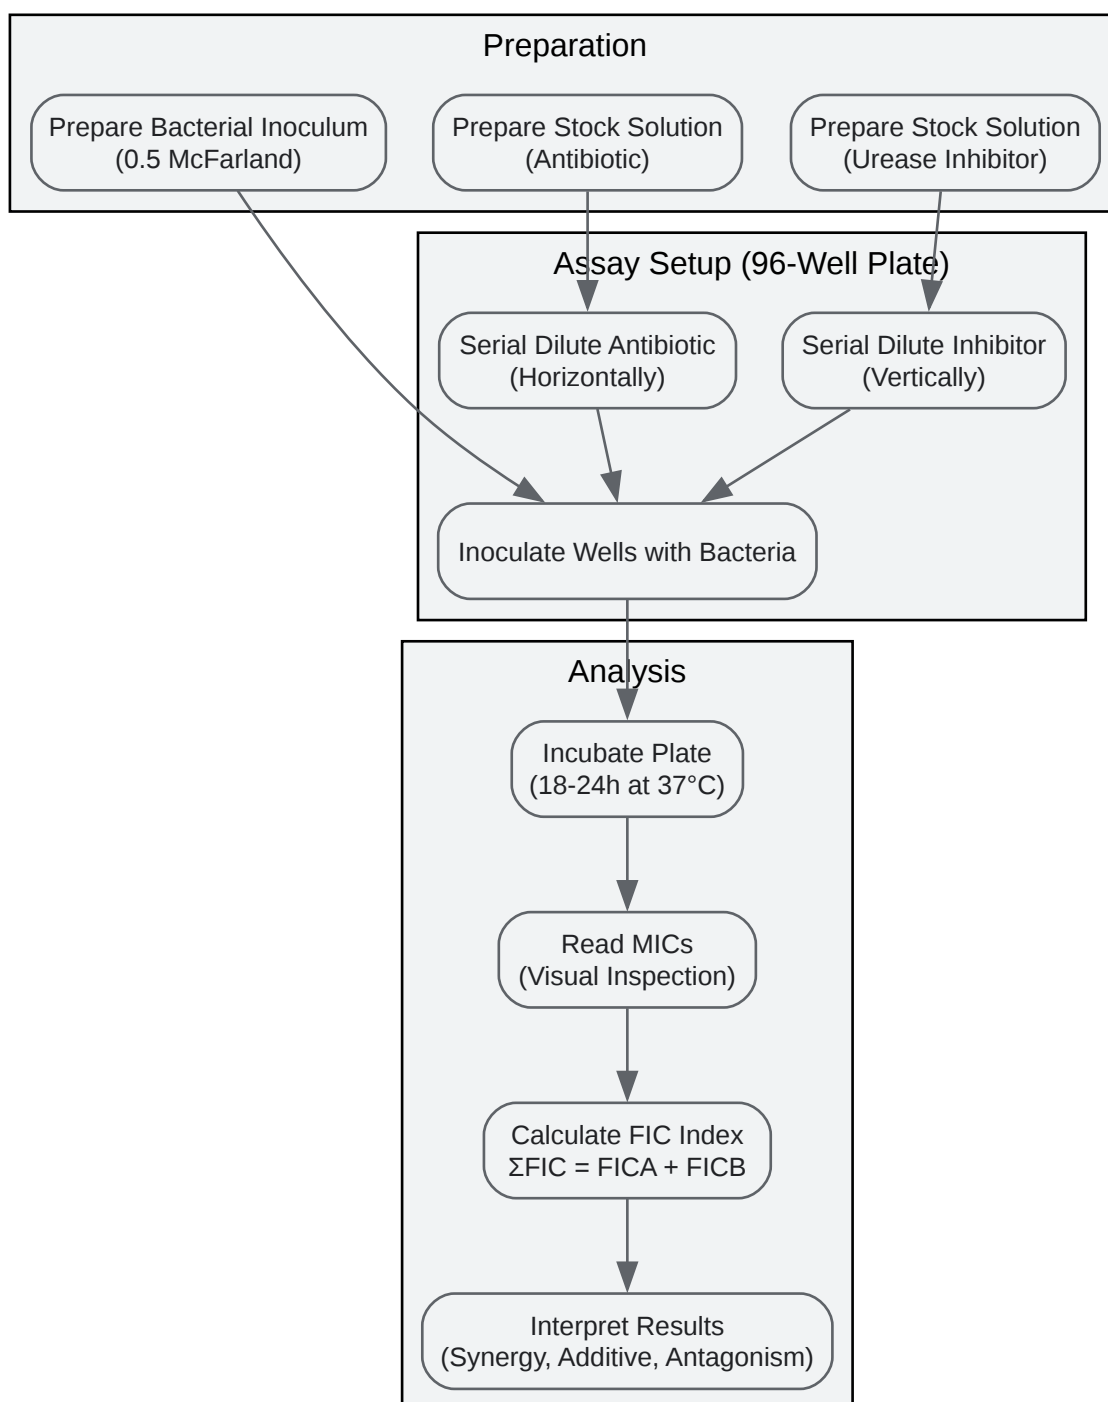 Preparation
Prepare Bacterial Inoculum
(0.5 McFarland)
Prepare Stock Solution
(Antibiotic)
Prepare Stock Solution
(Urease Inhibitor)
Assay Setup (96-Well Plate)
Serial Dilute Antibiotic
(Horizontally)
Serial Dilute Inhibitor
(Vertically)
Inoculate Wells with Bacteria
Analysis
Incubate Plate
(18-24h at 37°C)
Read MICs
(Visual Inspection)
Calculate FIC Index
ΣFIC = FICA + FICB
Interpret Results
(Synergy, Additive, Antagonism)